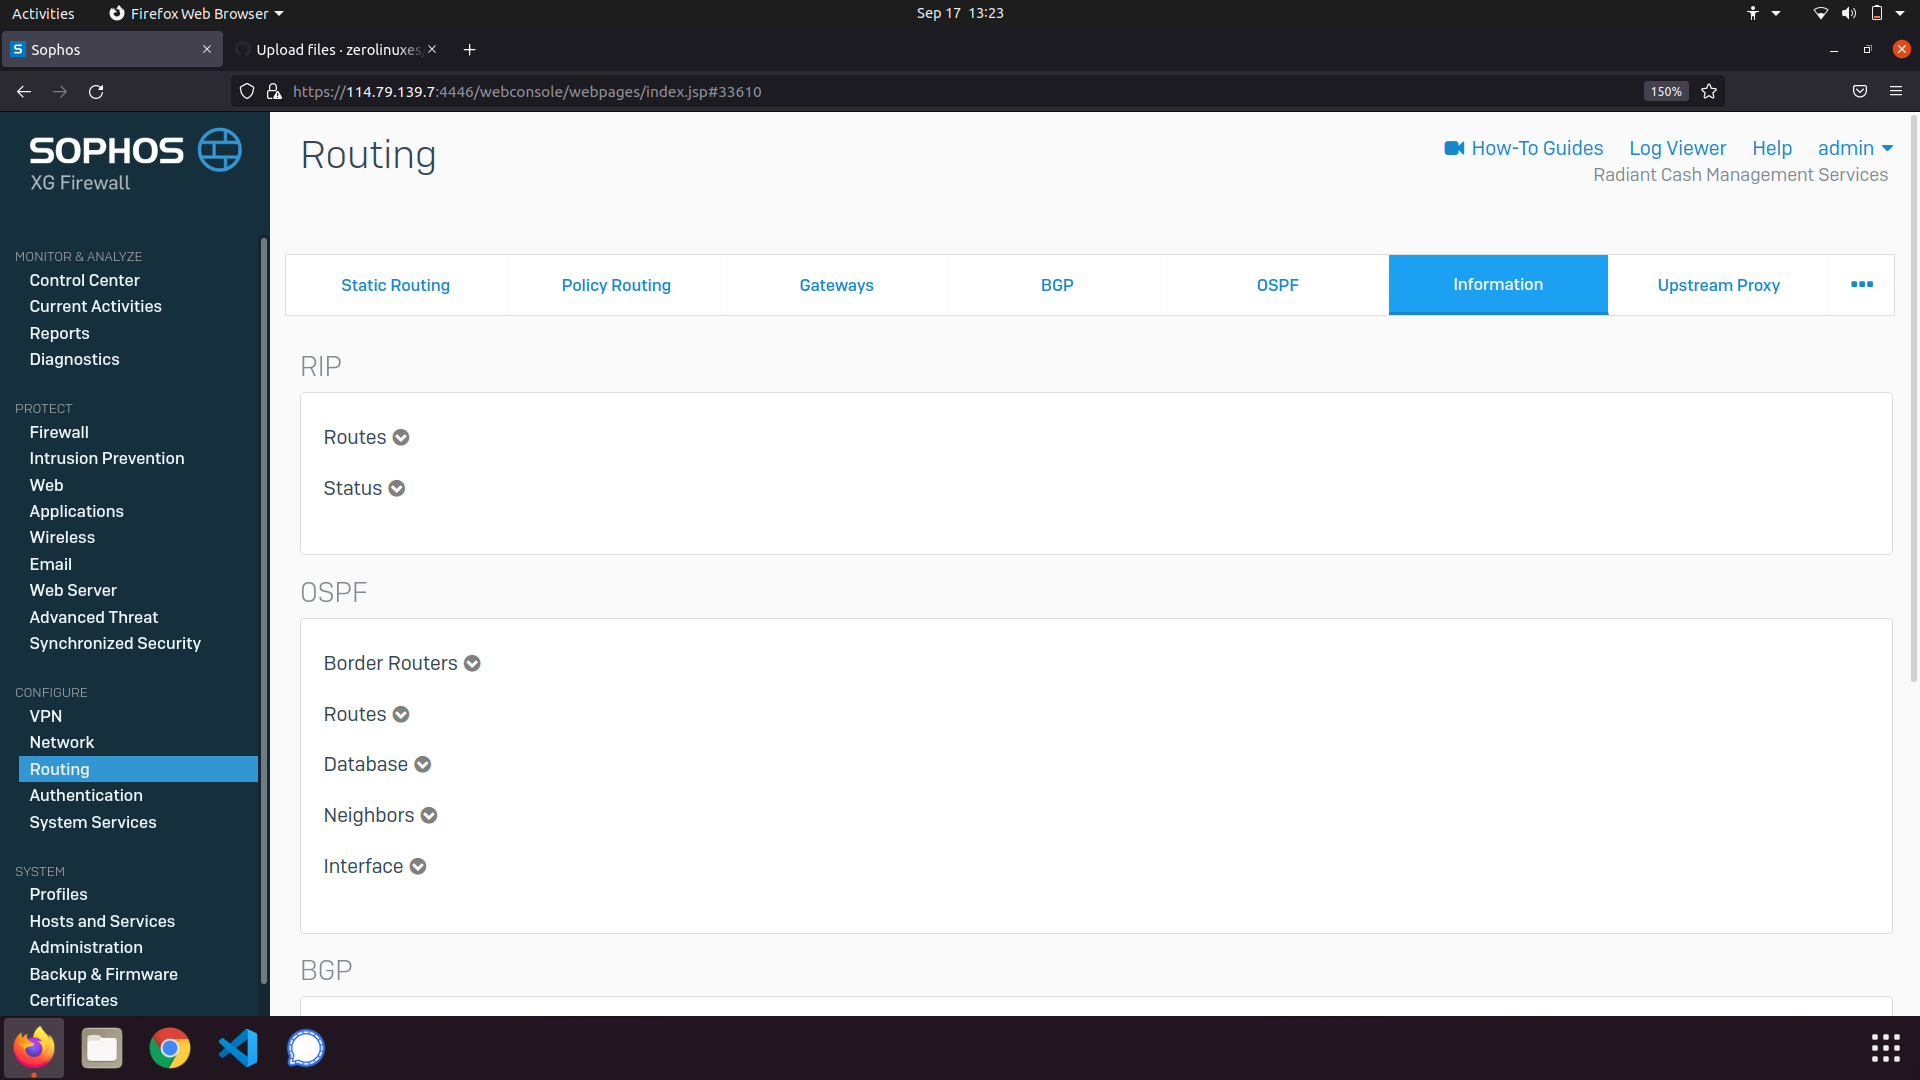 Activities
Firefox Web Browser
Sep 17 13:23
Sophos
Upload files · zerolinuxes
https://114.79.139.7:4446/webconsole/webpages/index.jsp#33610
150%
SOPHOS
XG Firewall
Routing
How-To Guides
Log Viewer
Help
admin
Radiant Cash Management Services
MONITOR & ANALYZE
Control Center
Current Activities
Reports
Diagnostics
PROTECT
Firewall
Intrusion Prevention
Web
Applications
Wireless
Email
Web Server
Advanced Threat
Synchronized Security
CONFIGURE
VPN
Network
Routing
Authentication
System Services
SYSTEM
Profiles
Hosts and Services
Administration
Backup & Firmware
Certificates
Static Routing
Policy Routing
Gateways
BGP
OSPF
Information
Upstream Proxy
RIP
Routes
Status
OSPF
Border Routers
Routes
Database
Neighbors
Interface
BGP